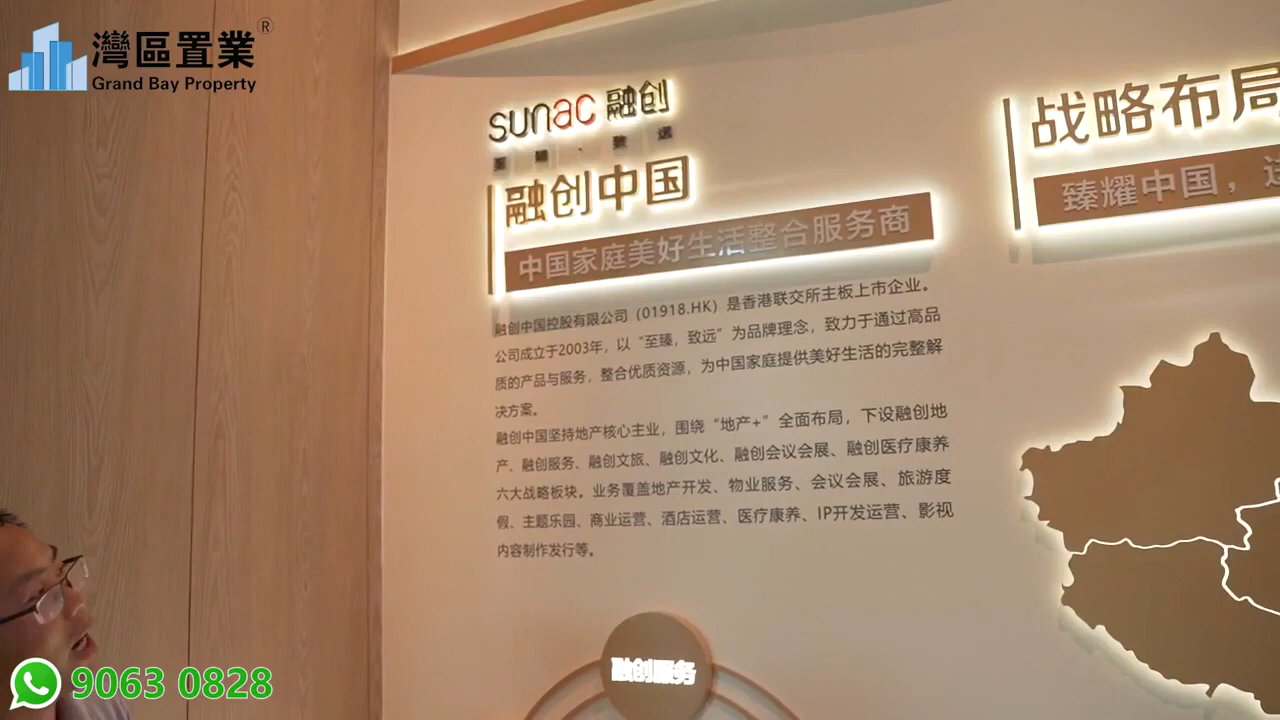 灣區置業®
Grand Bay Property
sunac 融创
至臻·致远
融创中国
中国家庭美好生活整合服务商
融创中国控股有限公司（01918.HK）是香港联交所主板上市企业。
公司成立于2003年，以“至臻，致远”为品牌理念，致力于通过高品
质的产品与服务，整合优质资源，为中国家庭提供美好生活的完整解
决方案。
融创中国坚持地产核心主业，围绕“地产+”全面布局，下设融创地
产、融创服务、融创文旅、融创文化、融创会议会展、融创医疗康养
六大战略板块。业务覆盖地产开发、物业服务、会议会展、旅游度
假、主题乐园、商业运营、酒店运营、医疗康养、IP开发运营、影视
内容制作发行等。
战略布局
臻耀中国，
融创服务
9063 0828